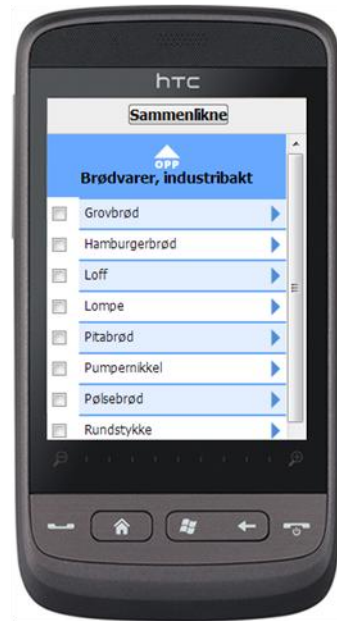 hTC
Sammenlikne
OPP
Brødvarer, industribakt
Grovbrød
Hamburgerbrød
Loff
Lompe
Pitabrød
Pumpernikkel
Pølsebrød
Rundstykke